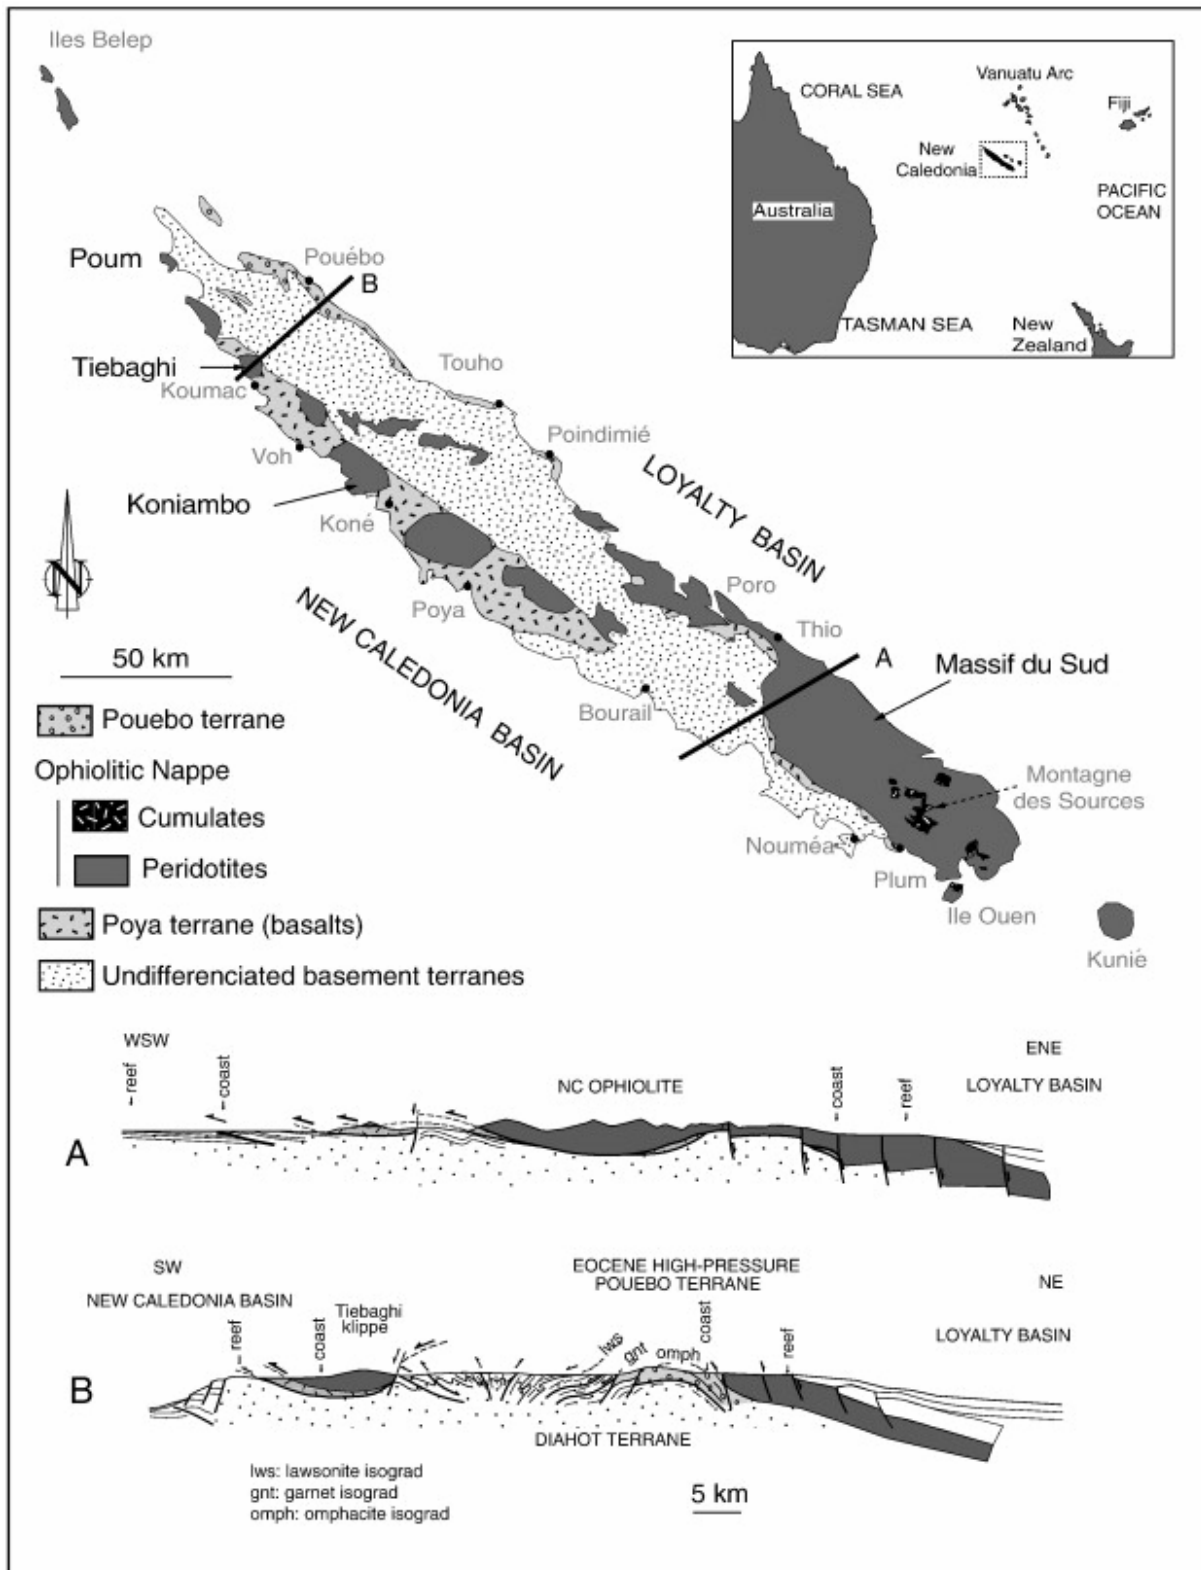 Iles Belep
Vanuatu Arc
CORAL SEA
Fiji
New
Caledonia
PACIFIC
OCEAN
Australia
TASMAN SEA
New
Zealand
Poum
Pouébo
B
Tiebaghi
Koumac
Touho
Voh
Poindimié
Koniambo
Koné
LOYALTY BASIN
N
Poya
Poro
NEW CALEDONIA BASIN
Thio
A
Massif du Sud
50 km
Bourail
Pouebo terrane
Ophiolitic Nappe
Montagne
des Sources
Cumulates
Nouméa
Peridotites
Plum
Ile Ouen
Poya terrane (basalts)
Kunié
Undifferenciated basement terranes
WSW
ENE
reef
coast
NC OPHIOLITE
coast
reef
LOYALTY BASIN
A
SW
EOCENE HIGH-PRESSURE
POUEBO TERRANE
NE
NEW CALEDONIA BASIN
Tiebaghi
klippe
reef
coast
lws
gnt
omph
coast
reef
LOYALTY BASIN
B
DIAHOT TERRANE
lws: lawsonite isograd
gnt: garnet isograd
omph: omphacite isograd
5 km